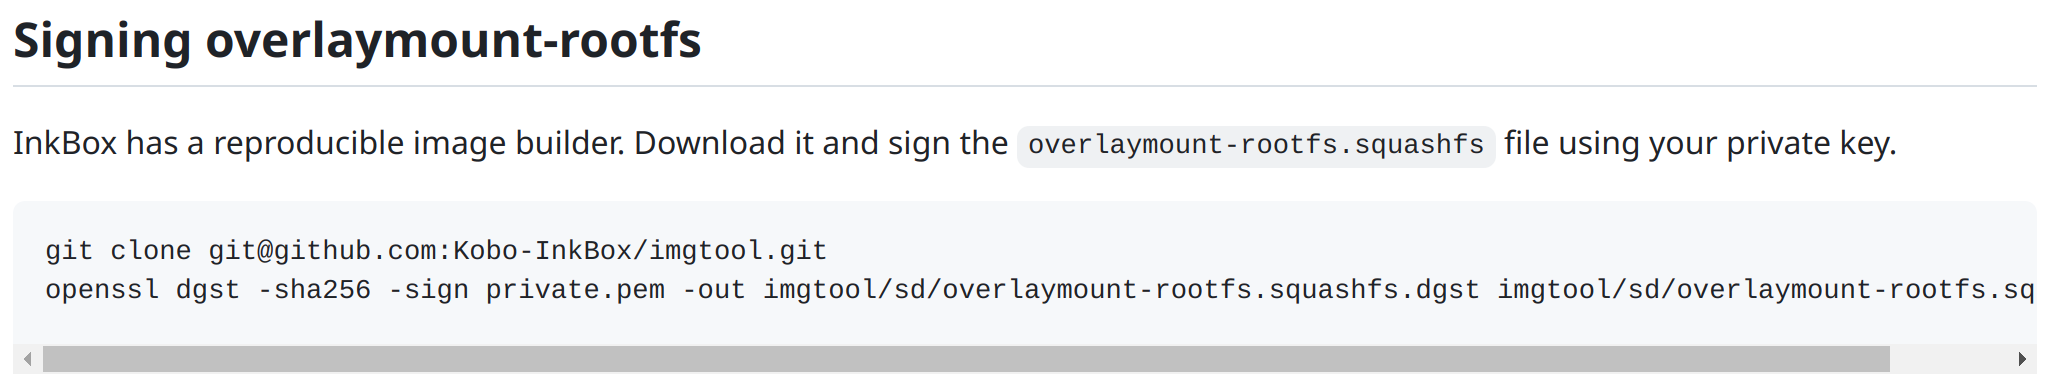 Signing overlaymount-rootfs
InkBox has a reproducible image builder. Download it and sign the overlaymount-rootfs.squashfs file using your private key.
git clone git@github.com:Kobo-InkBox/imgtool.git
openssl dgst -sha256 -sign private.pem -out imgtool/sd/overlaymount-rootfs.squashfs.dgst imgtool/sd/overlaymount-rootfs.sq